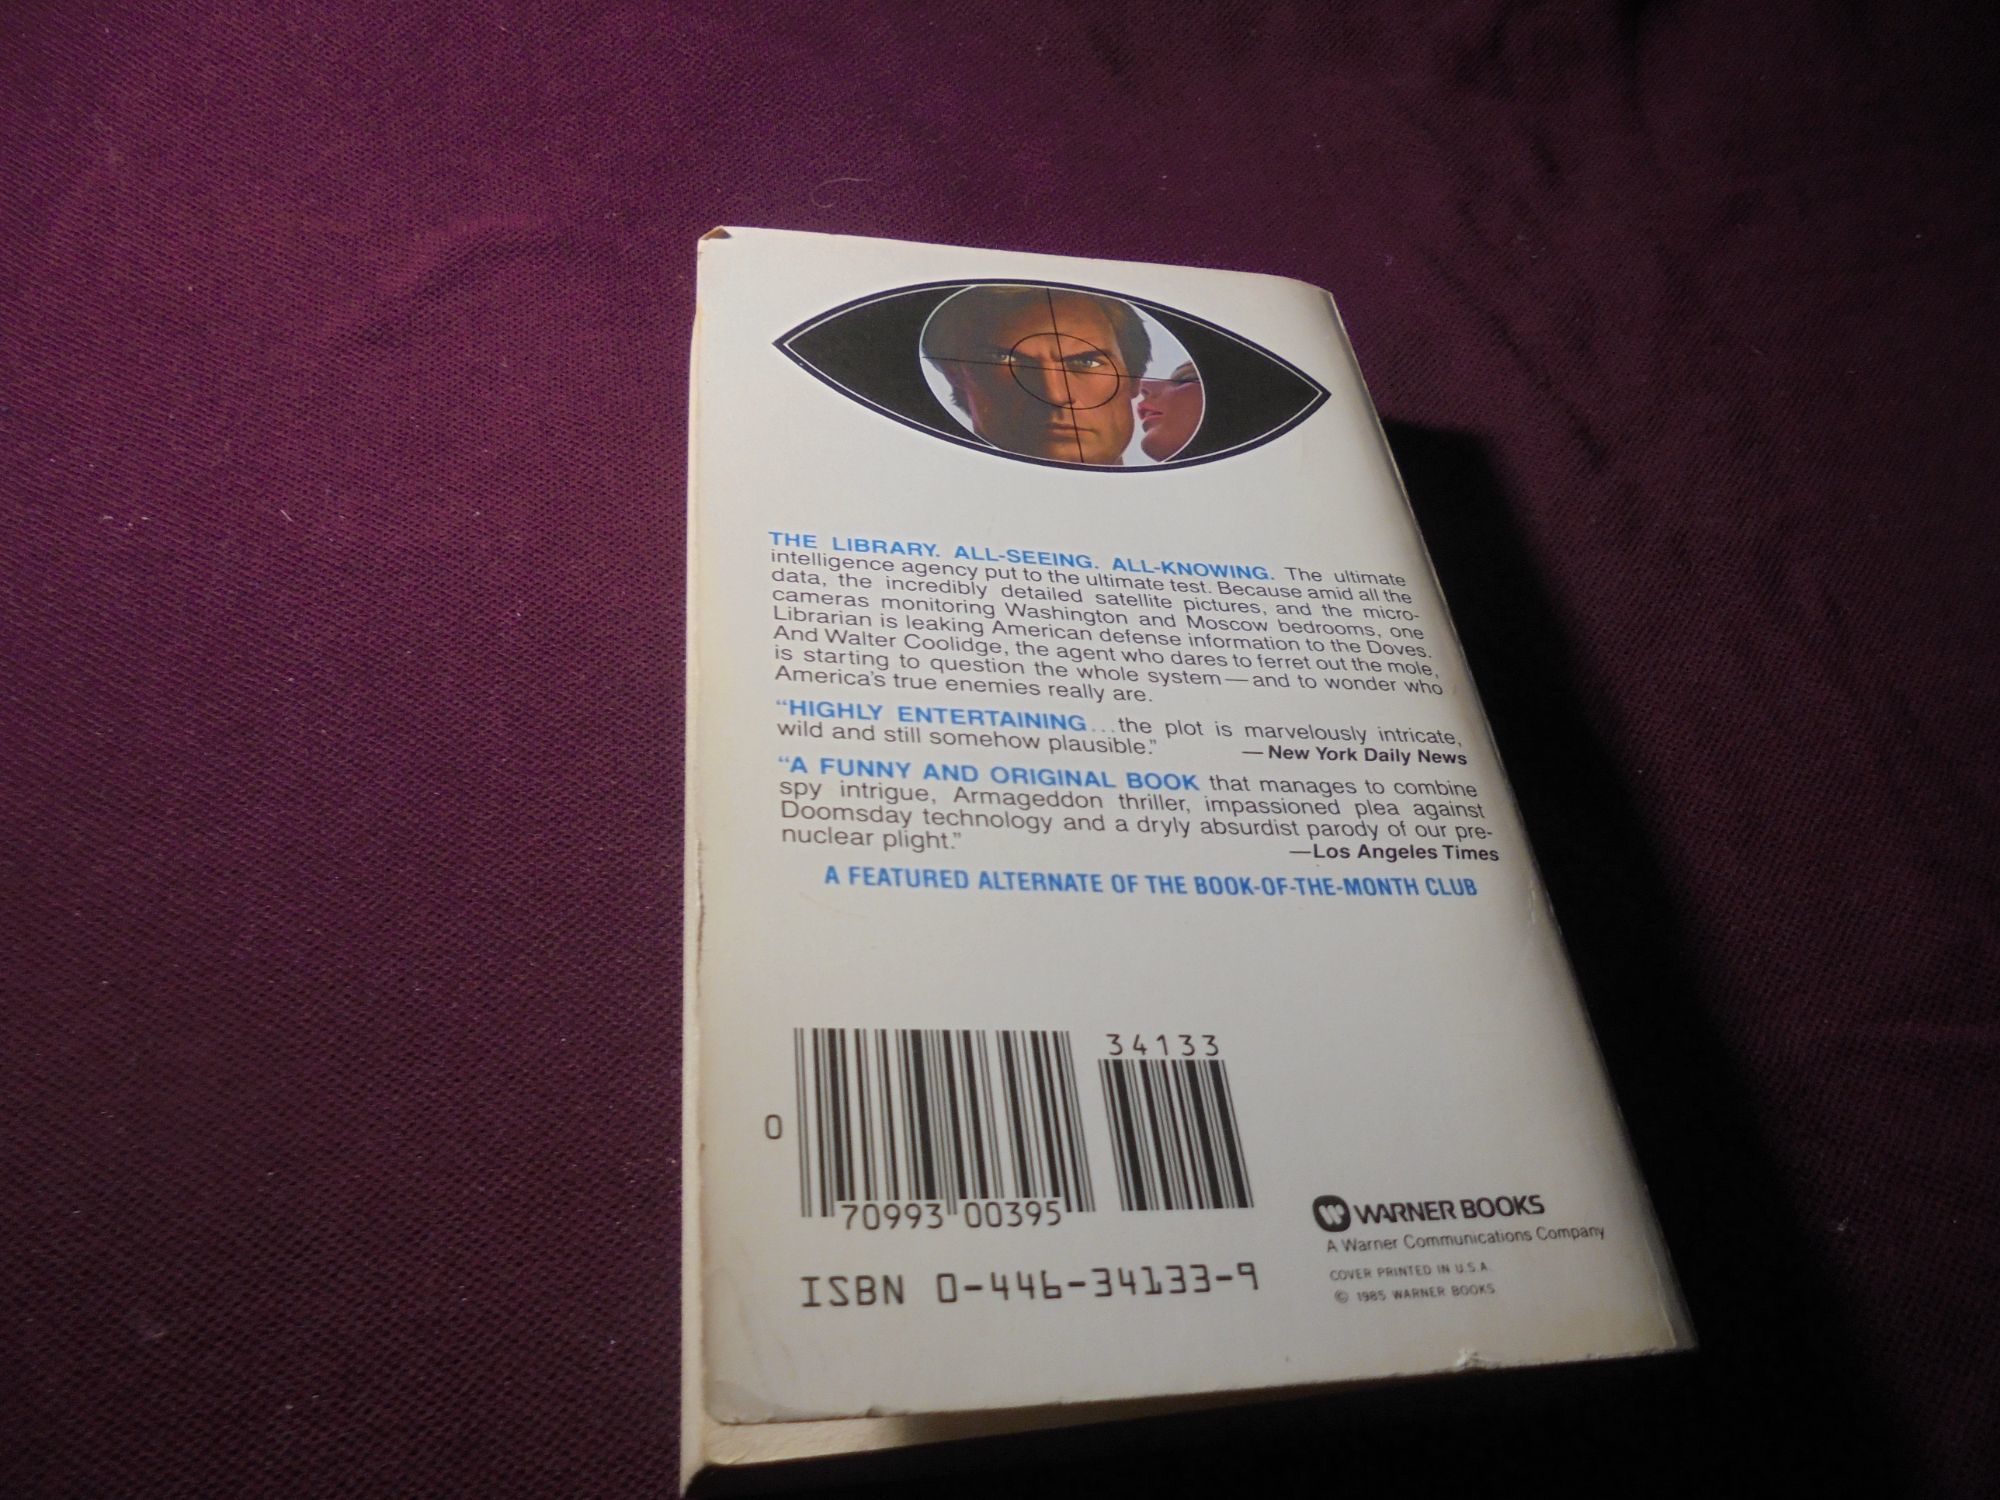 THE LIBRARY. ALL-SEEING. ALL-KNOWING. The ultimate
intelligence agency put to the ultimate test. Because amid all the
data, the incredibly detailed satellite pictures, and the micro-
cameras monitoring Washington and Moscow bedrooms, one
Librarian is leaking American defense information to the Doves.
And Walter Coolidge, the agent who dares to ferret out the mole,
is starting to question the whole system—and to wonder who
America's true enemies really are.
“HIGHLY ENTERTAINING...the plot is marvelously intricate,
wild and still somehow plausible.” —New York Daily News
“A FUNNY AND ORIGINAL BOOK that manages to combine
spy intrigue, Armageddon thriller, impassioned plea against
Doomsday technology and a dryly absurdist parody of our pre-
nuclear plight.” —Los Angeles Times
A FEATURED ALTERNATE OF THE BOOK-OF-THE-MONTH CLUB
34133
0 70993 00395
ISBN 0-446-34133-9
W WARNER BOOKS
A Warner Communications Company
COVER PRINTED IN U.S.A.
© 1985 WARNER BOOKS